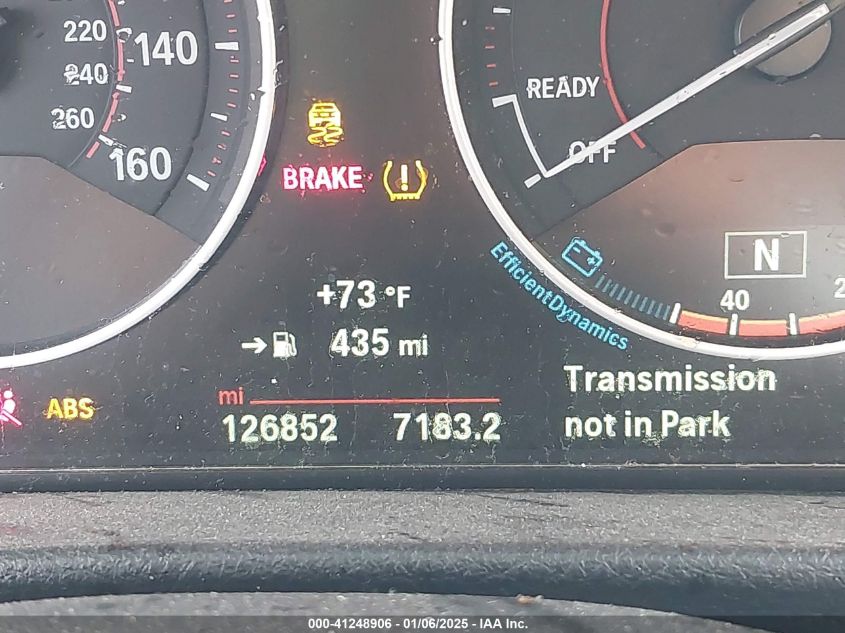 220
240
260
140
160
BRAKE
!
READY
OFF
N
EfficientDynamics
40
+73 °F
→ 435 mi
ABS
mi
126852 7183.2
Transmission
not in Park
000-41248906 - 01/06/2025 - IAA Inc.